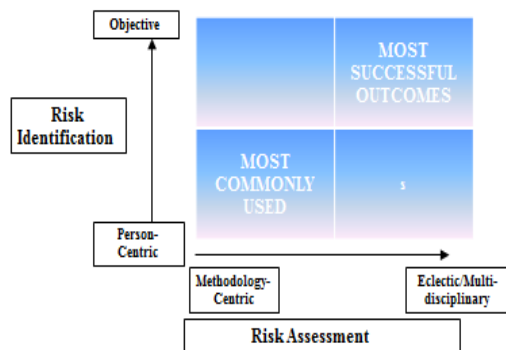 Objective
MOST
SUCCESSFUL
OUTCOMES
Risk
Identification
MOST
COMMONLY
USED
s
Person-
Centric
Methodology-
Centric
Eclectic/Multi-
disciplinary
Risk Assessment